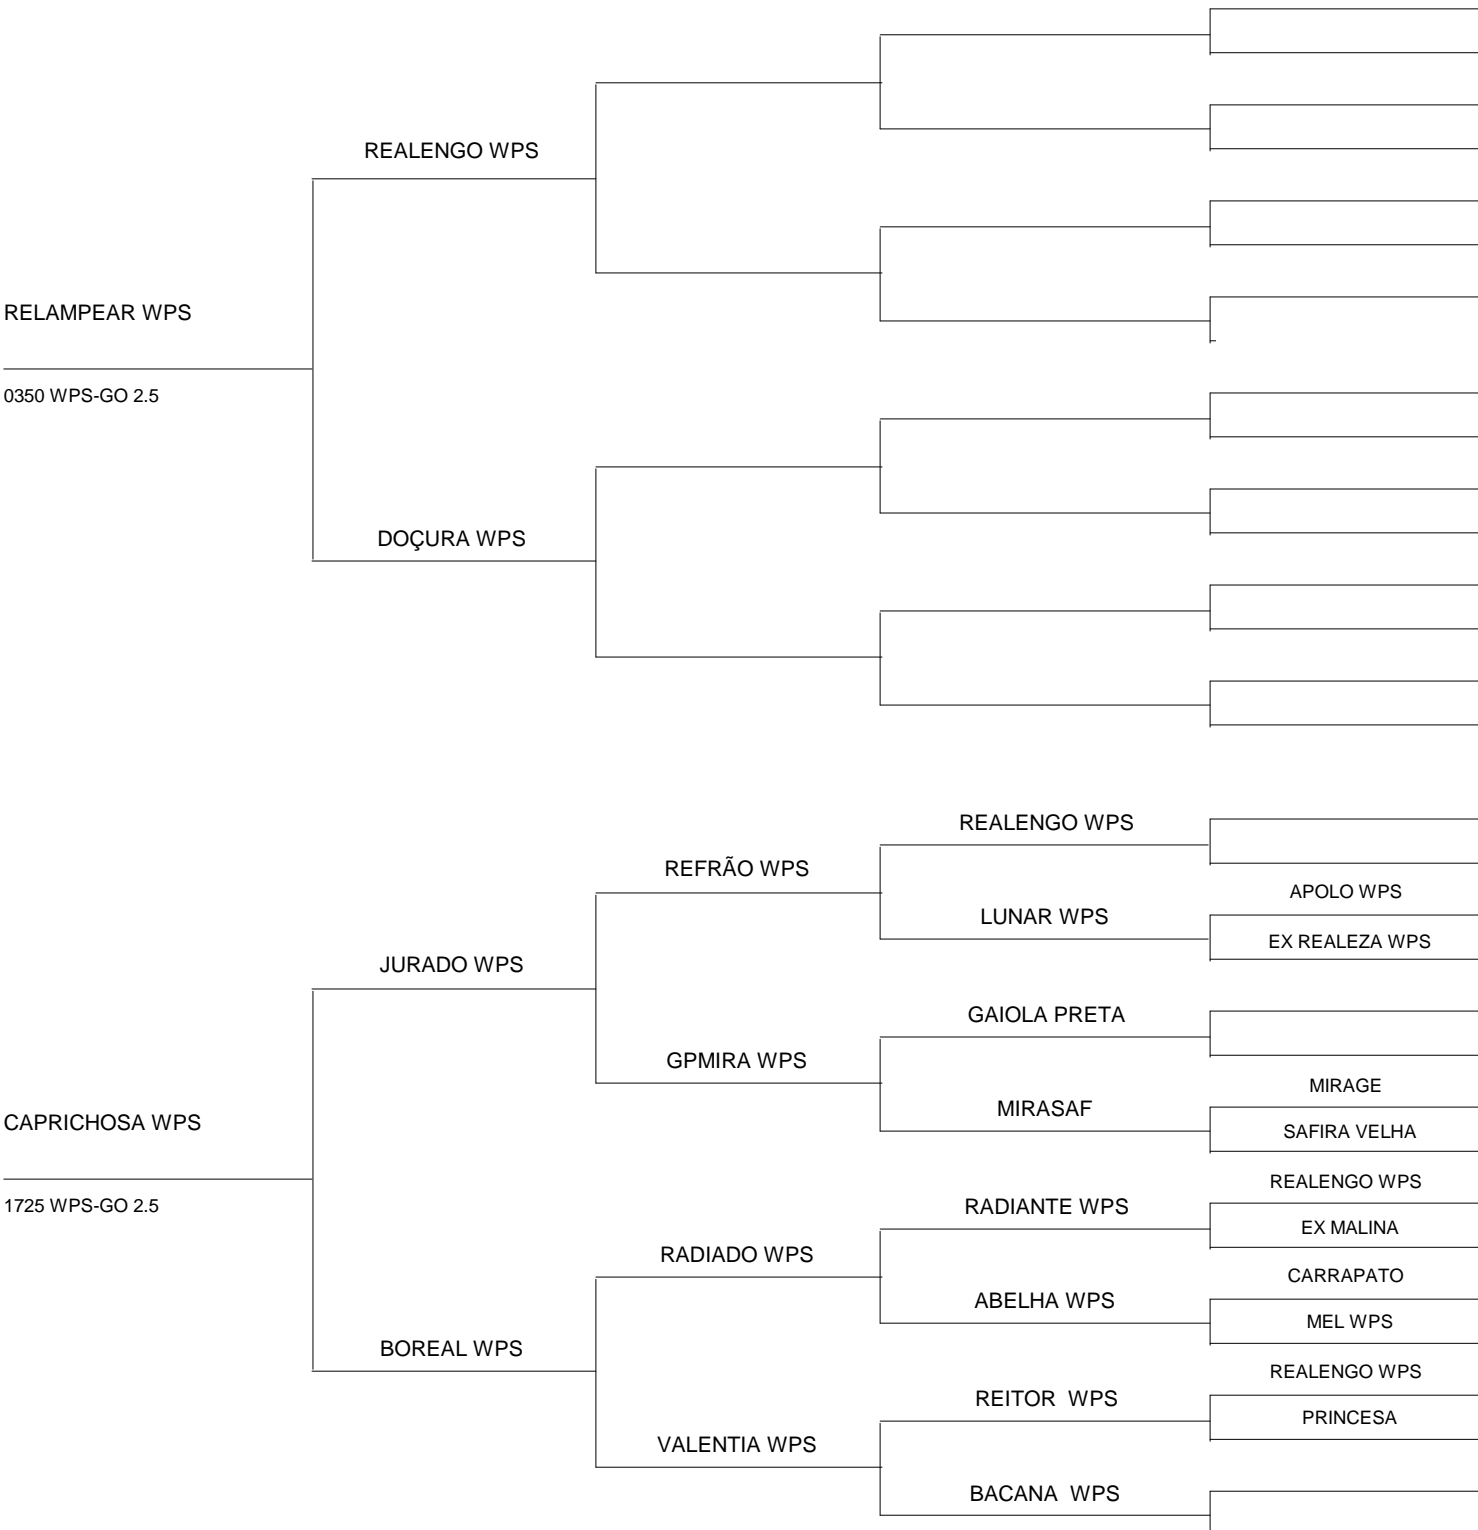 REALENGO WPS
RELAMPEAR WPS
0350 WPS-GO 2.5
DOÇURA WPS
REALENGO WPS
REFRÃO WPS
APOLO WPS
LUNAR WPS
EX REALEZA WPS
JURADO WPS
GAIOLA PRETA
GPMIRA WPS
MIRAGE
MIRASAF
SAFIRA VELHA
CAPRICHOSA WPS
1725 WPS-GO 2.5
REALENGO WPS
RADIANTE WPS
EX MALINA
RADIADO WPS
CARRAPATO
ABELHA WPS
MEL WPS
BOREAL WPS
REALENGO WPS
REITOR  WPS
PRINCESA
VALENTIA WPS
BACANA  WPS